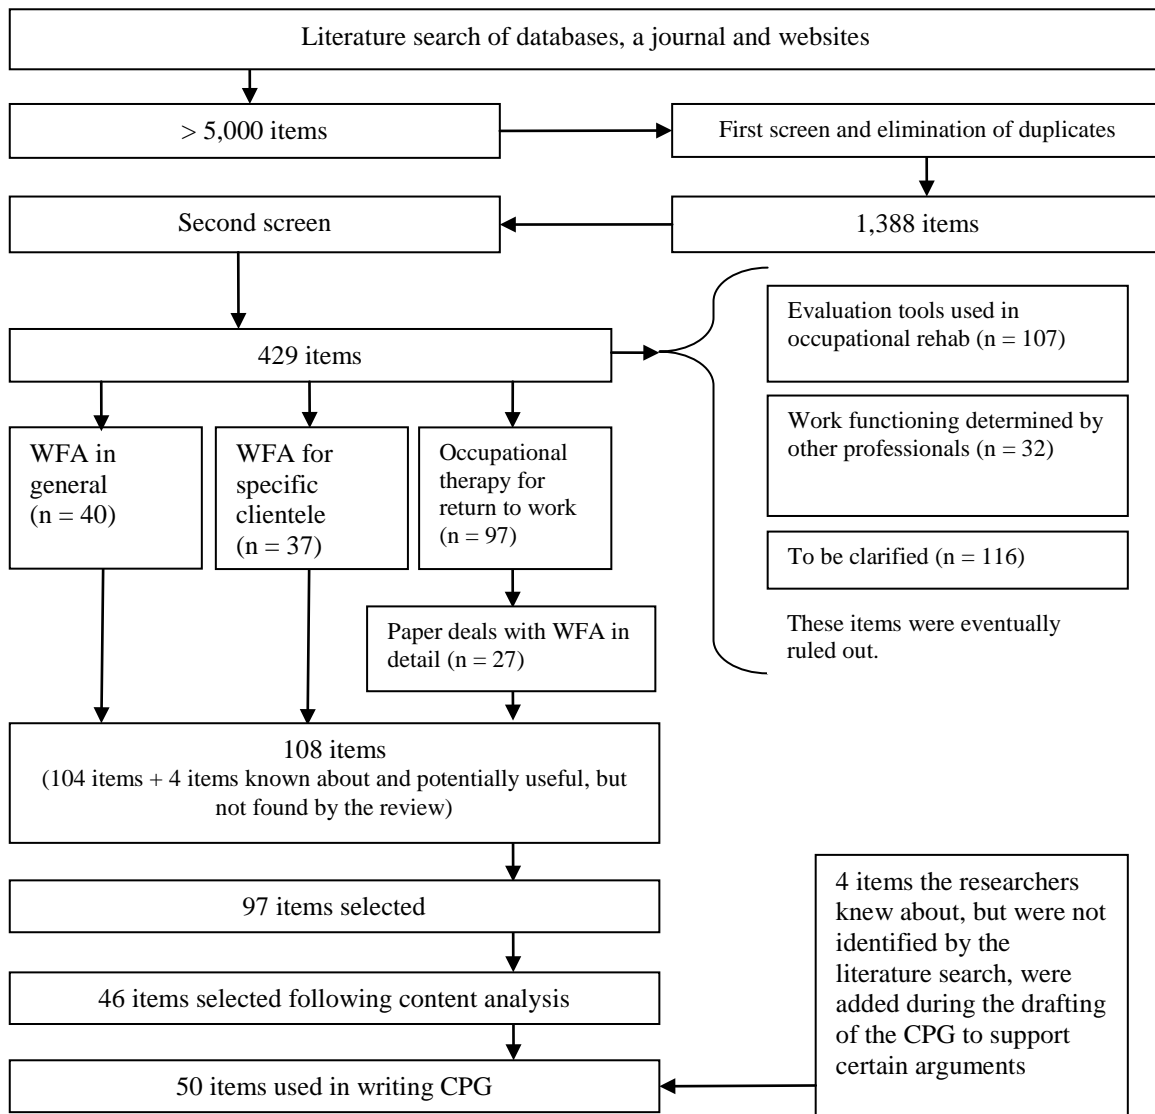 Literature search of databases, a journal and websites
> 5,000 items
First screen and elimination of duplicates
Second screen
1,388 items
429 items
Evaluation tools used in
occupational rehab (n = 107)
Work functioning determined by
other professionals (n = 32)
To be clarified (n = 116)
These items were eventually
ruled out.
WFA in
general
(n = 40)
WFA for
specific
clientele
(n = 37)
Occupational
therapy for
return to work
(n = 97)
Paper deals with WFA in
detail (n = 27)
108 items
(104 items + 4 items known about and potentially useful, but
not found by the review)
97 items selected
46 items selected following content analysis
50 items used in writing CPG
4 items the researchers
knew about, but were not
identified by the
literature search, were
added during the drafting
of the CPG to support
certain arguments